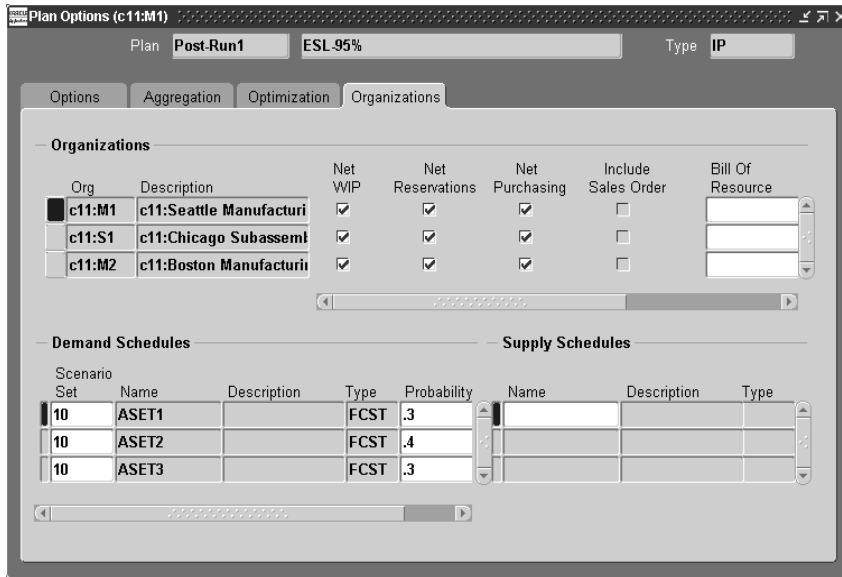 Plan Options (c11:M1)
Plan Post-Run1 ESL-95% Type IP
Options Aggregation Optimization Organizations
Organizations
Net Net Net Include Bill Of
Org Description WIP Reservations Purchasing Sales Order Resource
c11:M1 c11:Seattle Manufacturi
c11:S1 c11:Chicago Subasseml
c11:M2 c11:Boston Manufacturin
Demand Schedules Supply Schedules
Scenario
Set Name Description Type Probability Name Description Type
10 ASET1 FCST .3
10 ASET2 FCST .4
10 ASET3 FCST .3